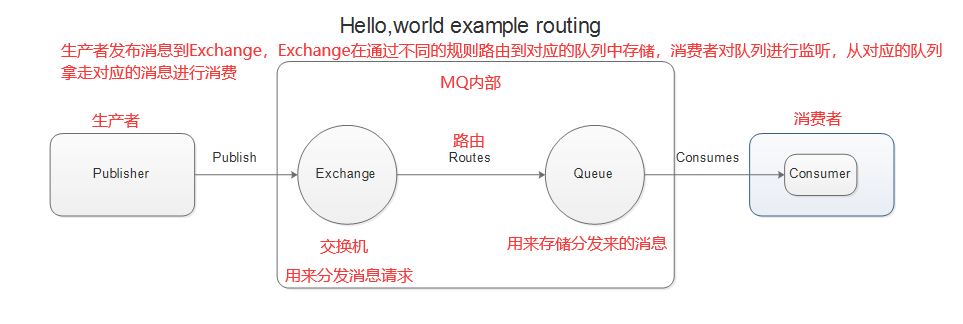 Hello,world example routing
生产者发布消息到Exchange，Exchange在通过不同的规则路由到对应的队列中存储，消费者对队列进行监听，从对应的队列
拿走对应的消息进行消费
MQ内部
生产者
消费者
路由
Publisher
Publish
Exchange
Routes
Queue
Consumes
Consumer
交换机
用来存储分发来的消息
用来分发消息请求